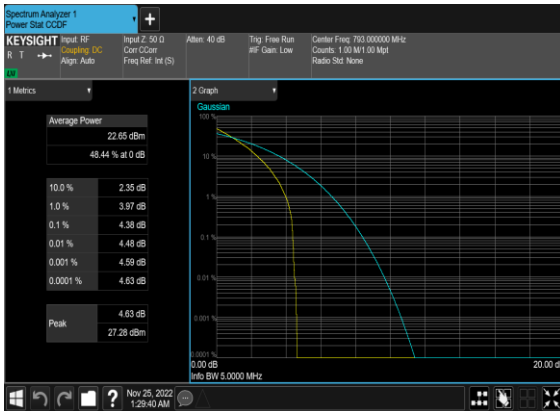 Spectrum Analyzer 1
Power Stat CCDF
KEYSIGHT
R T
LXI
Input: RF
Coupling: DC
Align: Auto
Input Z: 50 Ω
Corr CCorr
Freq Ref: Int (S)
Atten: 40 dB
Trig: Free Run
#IF Gain: Low
Center Freq: 793.000000 MHz
Counts: 1.00 M/1.00 Mpt
Radio Std: None
1 Metrics
Average Power
22.65 dBm
48.44 % at 0 dB
10.0 % 2.35 dB
1.0 % 3.97 dB
0.1 % 4.38 dB
0.01 % 4.48 dB
0.001 % 4.59 dB
0.0001 % 4.63 dB
Peak
4.63 dB
27.28 dBm
2 Graph
Gaussian
100 %
10 %
1 %
0.1 %
0.01 %
0.001 %
0.0001 %
0.00 dB
20.00 d
Info BW 5.0000 MHz
Nov 25, 2022
1:29:40 AM